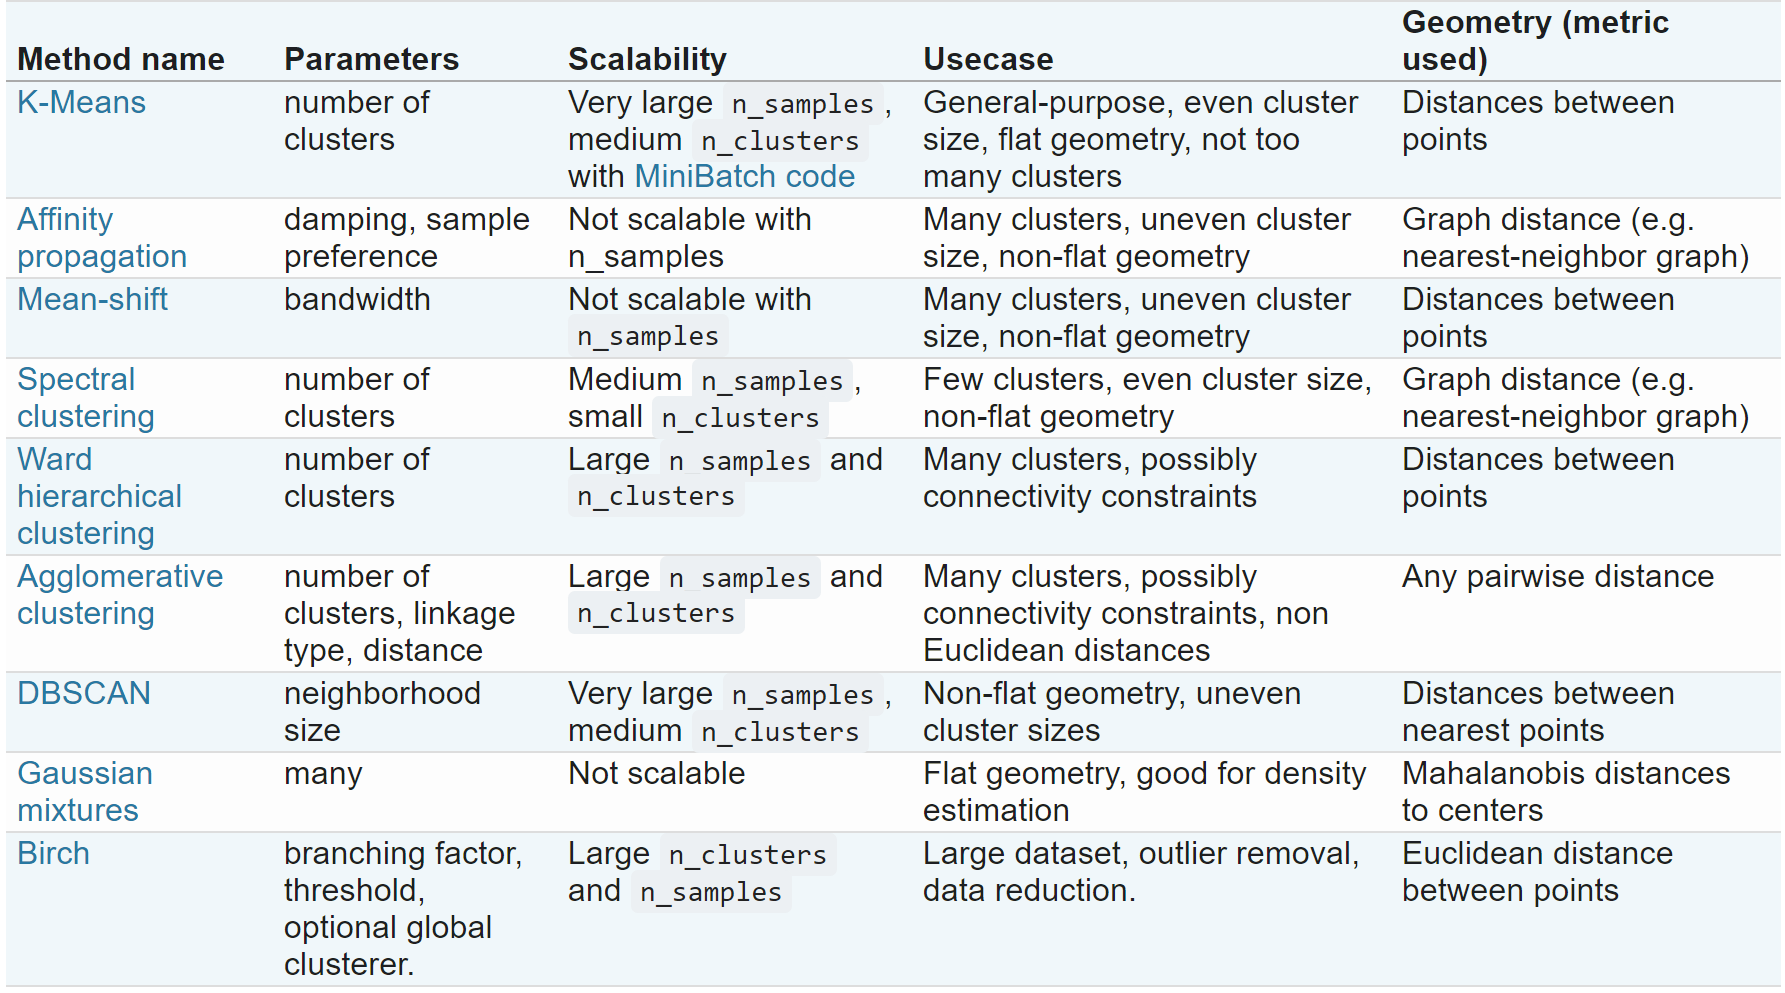 Method name Parameters Scalability Usecase Geometry (metric
used)
K-Means number of Very large n_samples , General-purpose, even cluster Distances between
clusters medium n_clusters size, flat geometry, not too points
with MiniBatch code many clusters
Affinity damping, sample Not scalable with Many clusters, uneven cluster Graph distance (e.g.
propagation preference n_samples size, non-flat geometry nearest-neighbor graph)
Mean-shift bandwidth Not scalable with Many clusters, uneven cluster Distances between
n_samples size, non-flat geometry points
Spectral number of Medium n_samples , Few clusters, even cluster size, Graph distance (e.g.
clustering clusters small n_clusters non-flat geometry nearest-neighbor graph)
Ward number of Large n_samples and Many clusters, possibly Distances between
hierarchical clusters n_clusters connectivity constraints points
clustering
Agglomerative number of Large n_samples and Many clusters, possibly Any pairwise distance
clustering clusters, linkage n_clusters connectivity constraints, non
type, distance Euclidean distances
DBSCAN neighborhood Very large n_samples , Non-flat geometry, uneven Distances between
size medium n_clusters cluster sizes nearest points
Gaussian many Not scalable Flat geometry, good for density Mahalanobis distances
mixtures estimation to centers
Birch branching factor, Large n_clusters Large dataset, outlier removal, Euclidean distance
threshold, and n_samples data reduction. between points
optional global
clusterer.